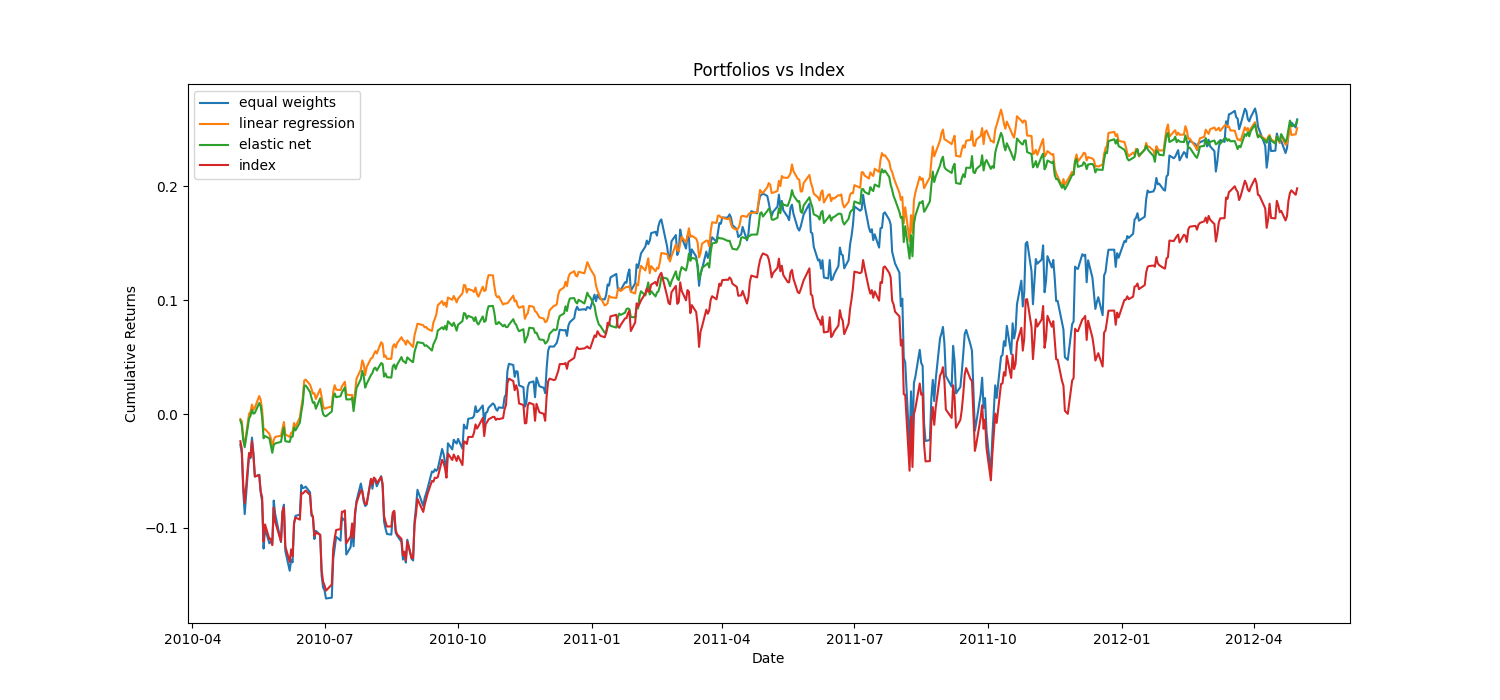 Portfolios vs Index
equal weights
linear regression
elastic net
index
Cumulative Returns
0.2
0.1
0.0
−0.1
2010-04 2010-07 2010-10 2011-01 2011-04 2011-07 2011-10 2012-01 2012-04
Date